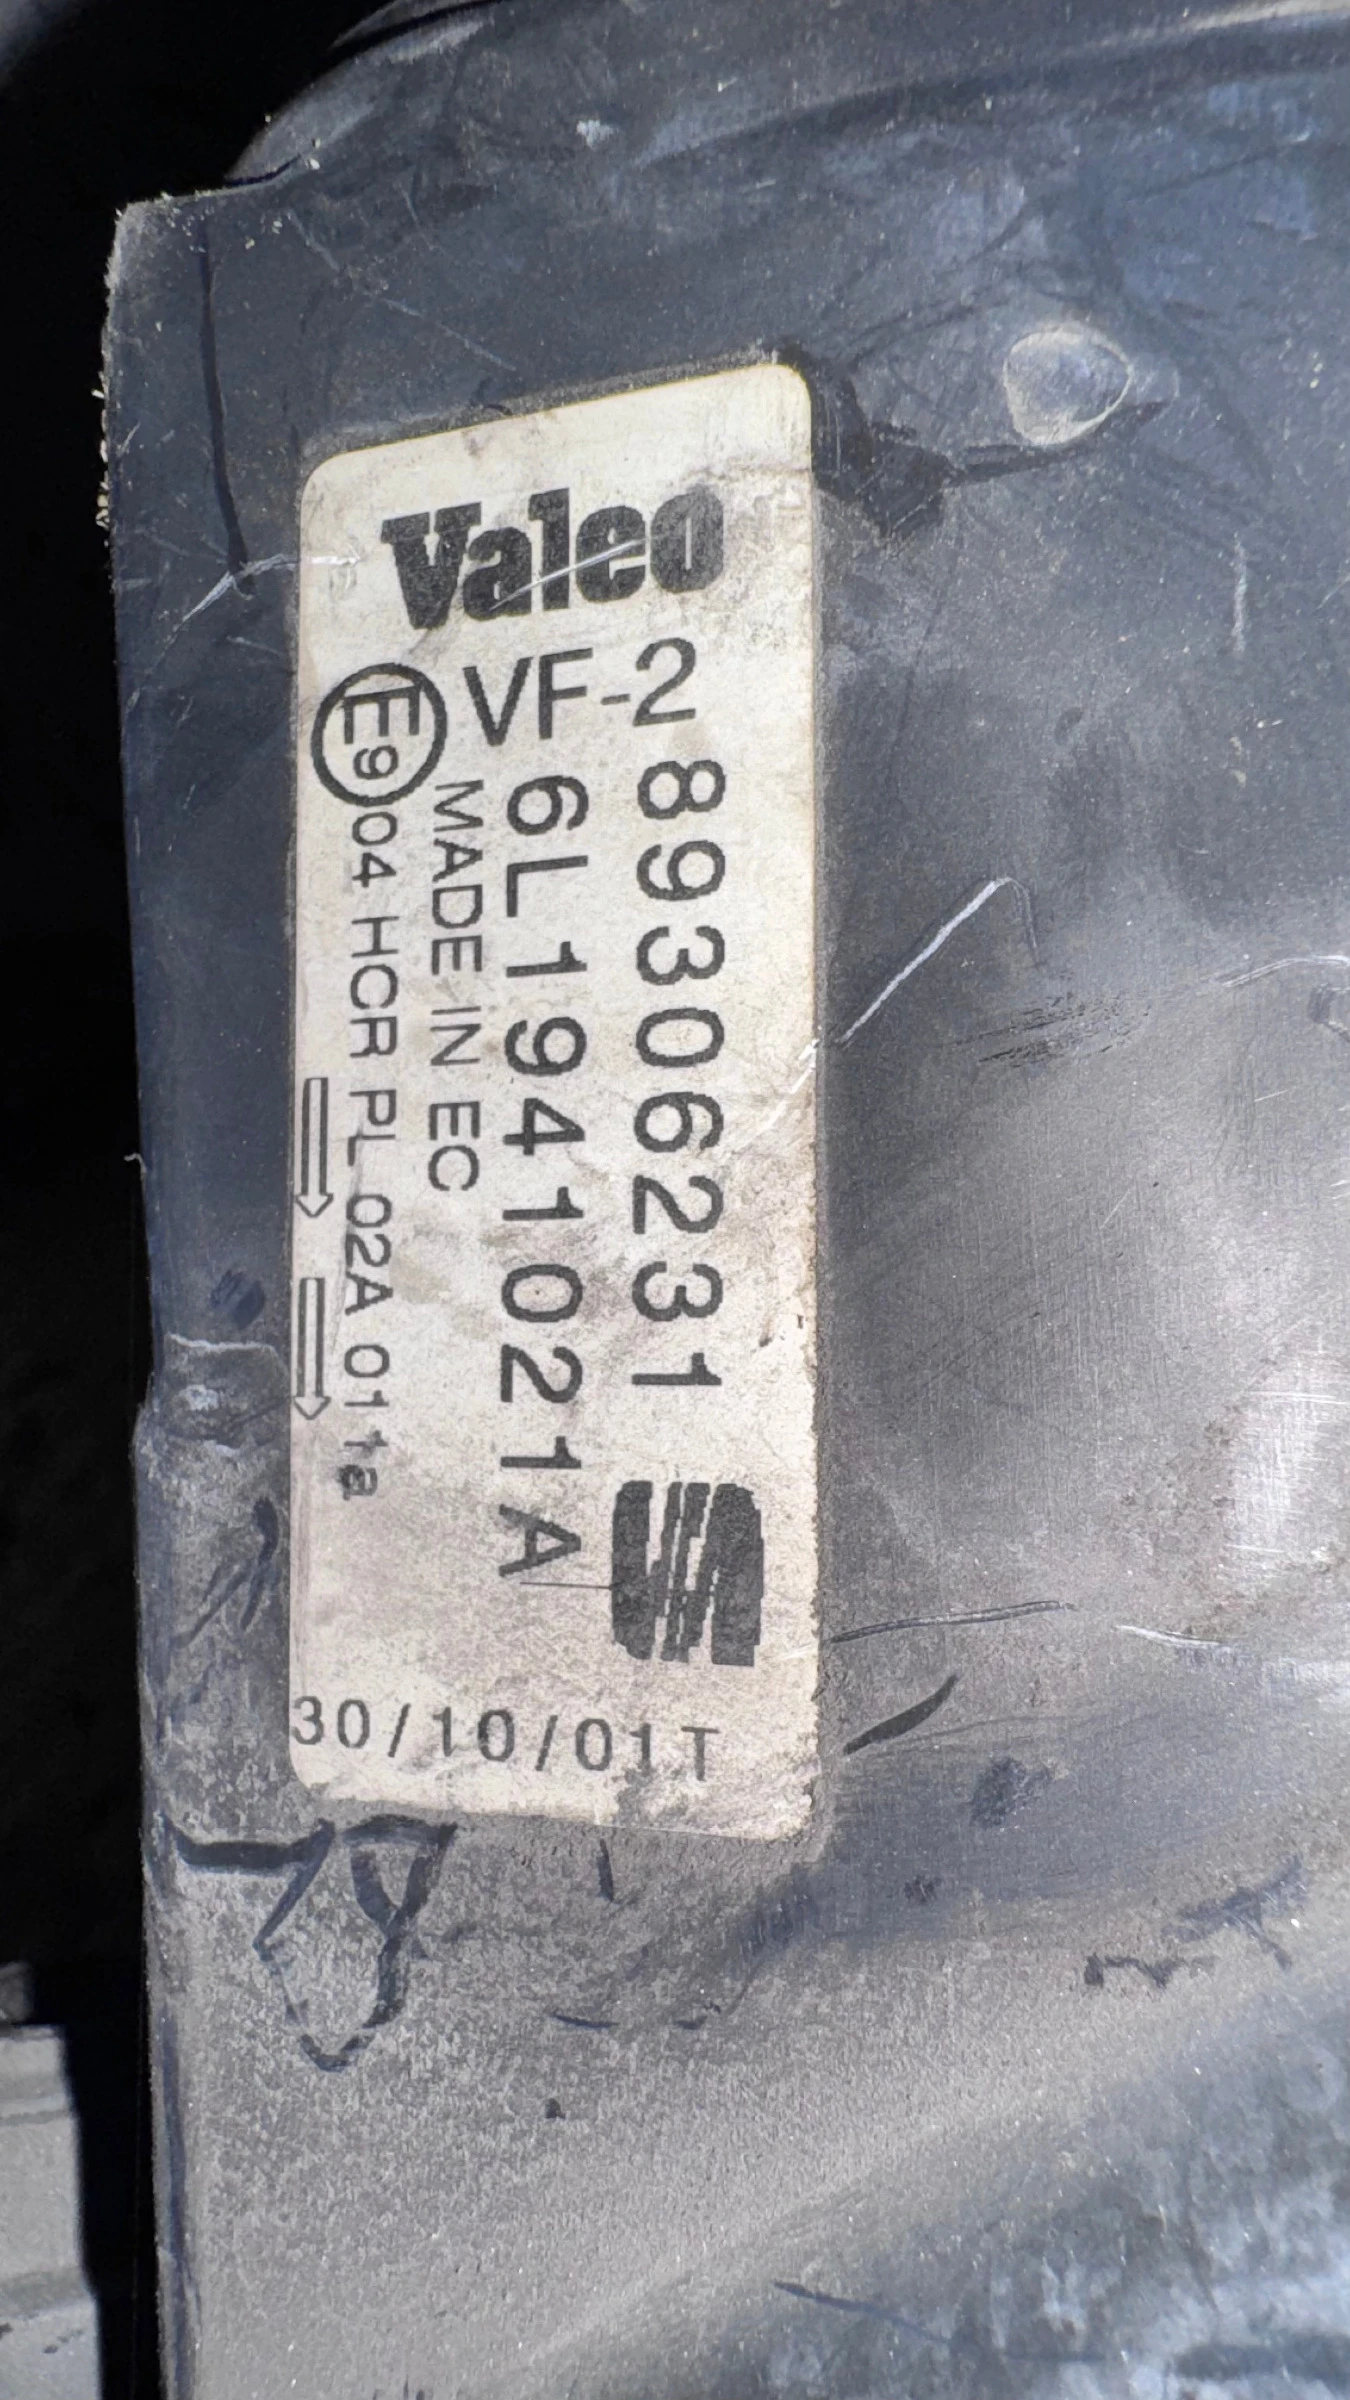 Valeo
VF-2
89306231
6L1941021A
MADE IN EC
E9 04 HCR PL 02A 011a
30/10/01T